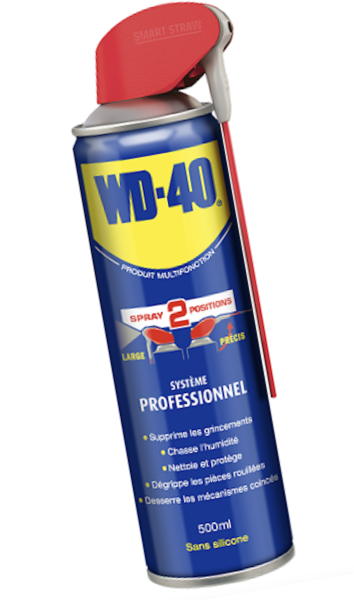 SMART STRAW
WD-40®
PRODUIT MULTIFONCTION
SPRAY 2 POSITIONS
LARGE PRÉCIS
SYSTÈME
PROFESSIONNEL
• Supprime les grincements
• Chasse l'humidité
• Nettoie et protège
• Dégrippe les pièces rouillées
• Desserre les mécanismes coincés
500ml
Sans silicone